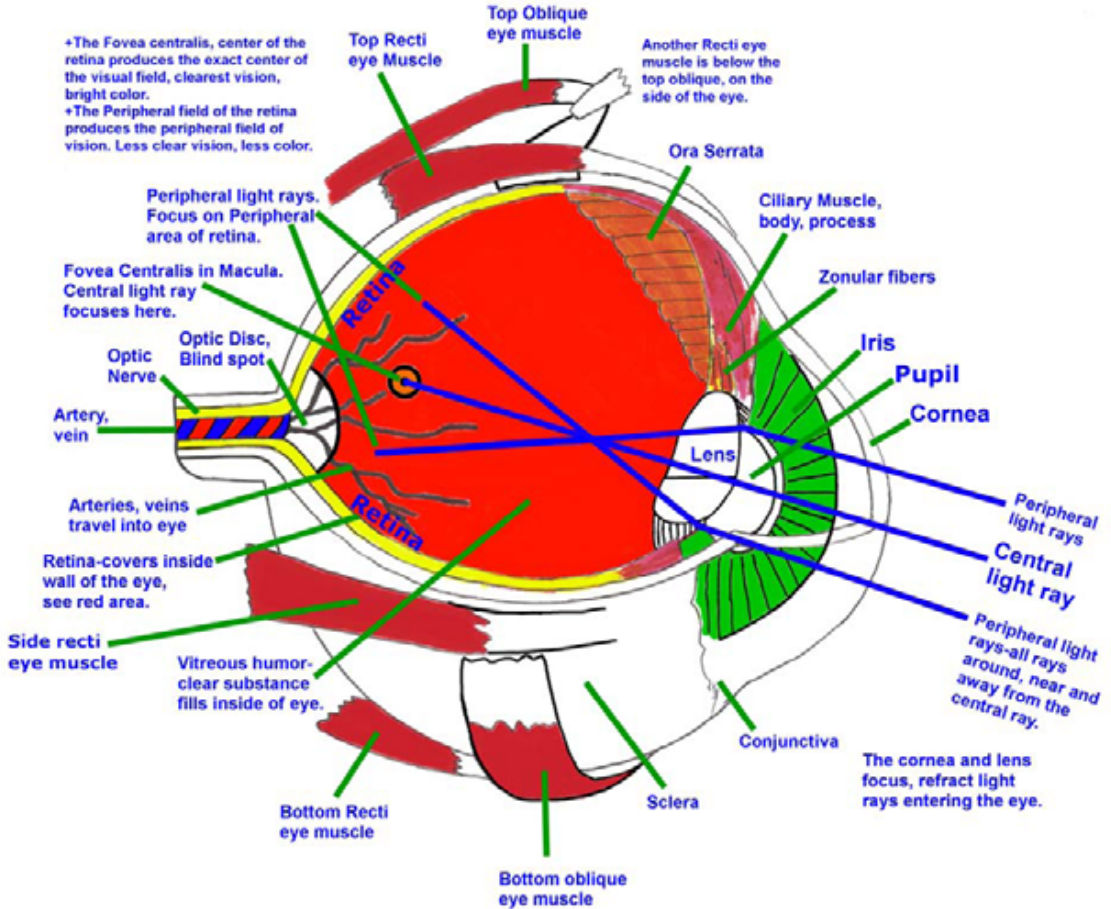 Top Oblique
eye muscle
+The Fovea centralis, center of the
retina produces the exact center of
the visual field, clearest vision,
bright color.
+The Peripheral field of the retina
produces the peripheral field of
vision. Less clear vision, less color.
Top Recti
eye Muscle
Another Recti eye
muscle is below the
top oblique, on the
side of the eye.
Ora Serrata
Peripheral light rays.
Focus on Peripheral
area of retina.
Ciliary Muscle,
body, process
Fovea Centralis in Macula.
Central light ray
focuses here.
Retina
Zonular fibers
Optic Disc,
Blind spot
Optic
Nerve
Iris
Pupil
Cornea
Artery,
vein
Lens
Arteries, veins
travel into eye
Retina
Peripheral
light rays
Central
light ray
Retina-covers inside
wall of the eye,
see red area.
Side recti
eye muscle
Vitreous humor-
clear substance
fills inside of eye.
Peripheral light
rays-all rays
around, near and
away from the
central ray.
Conjunctiva
The cornea and lens
focus, refract light
rays entering the eye.
Sclera
Bottom Recti
eye muscle
Bottom oblique
eye muscle